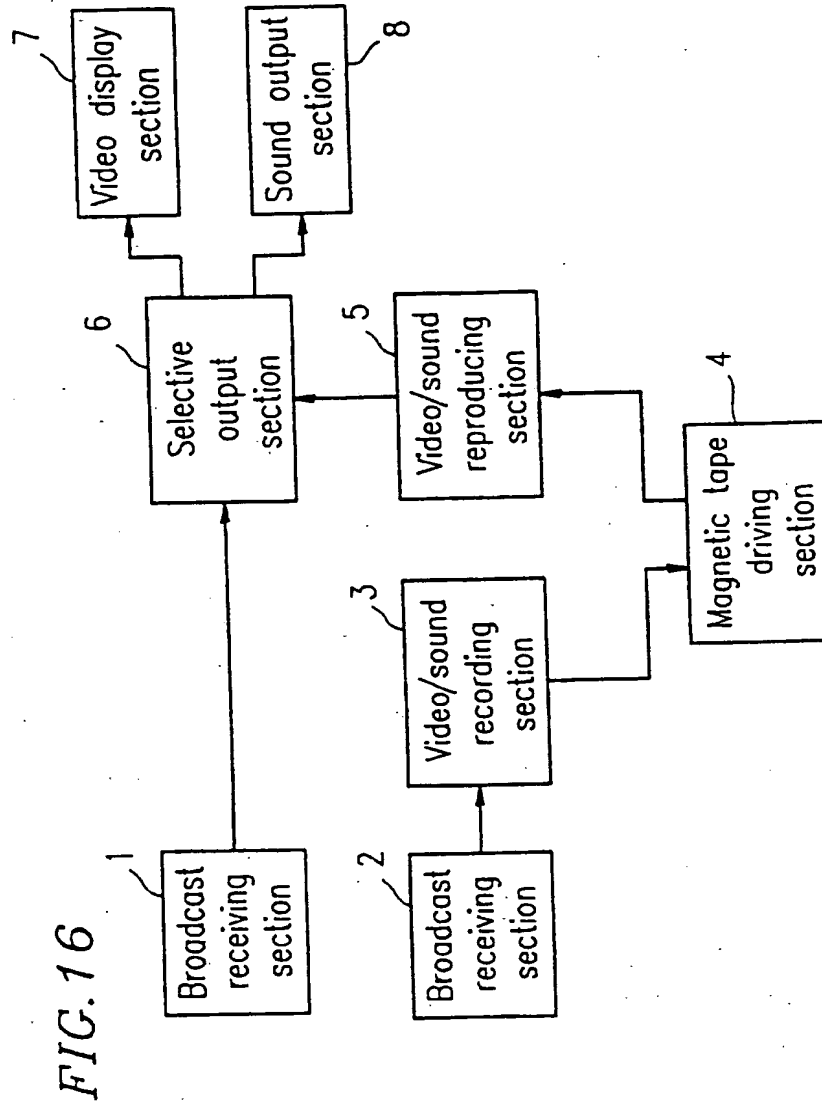 FIG.16
1
Broadcast
receiving
section
2
Broadcast
receiving
section
3
Video/sound
recording
section
4
Magnetic tape
driving
section
5
Video/sound
reproducing
section
6
Selective
output
section
7
Video display
section
8
Sound output
section